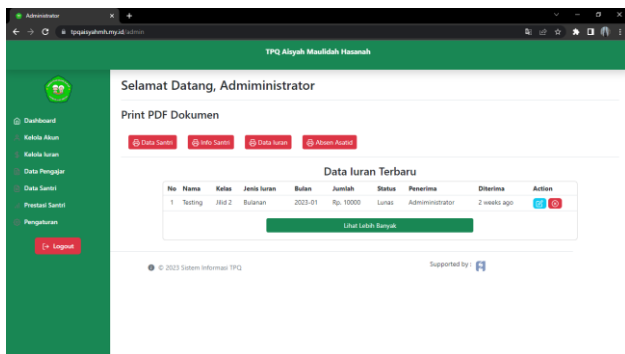 Administrator
tpqaisyahmh.my.id/admin
TPQ Aisyah Maulidah Hasanah
Dashboard
Kelola Akun
Kelola Iuran
Data Pengajar
Data Santri
Prestasi Santri
Pengaturan
Logout
Selamat Datang, Admiministrator
Print PDF Dokumen
Data Santri Info Santri Data Iuran Absen Asatid
Data Iuran Terbaru
No Nama Kelas Jenis Iuran Bulan Jumlah Status Penerima Diterima Action
1 Testing Jilid 2 Bulanan 2023-01 Rp. 10000 Lunas Admiministrator 2 weeks ago
Lihat Lebih Banyak
© 2023 Sistem Informasi TPQ Supported by :